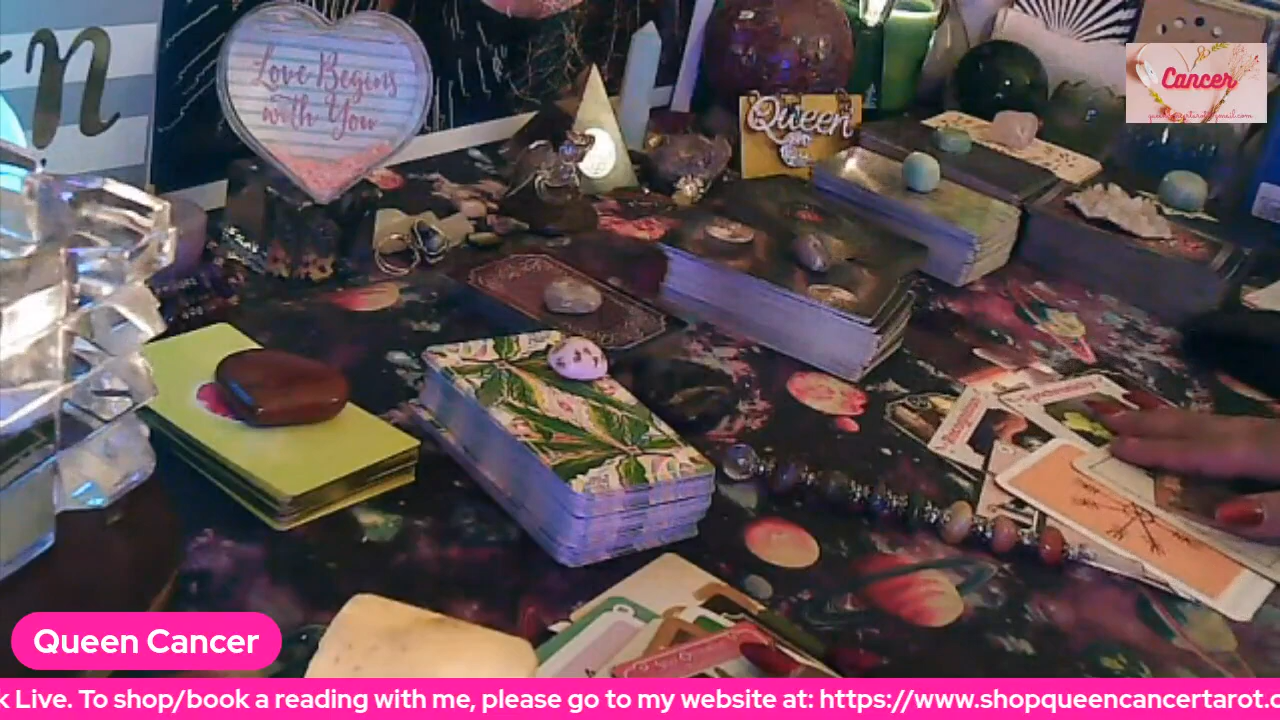 n
Love Begins
with You
Queen
Cancer
Queen Cancer
k Live. To shop/book a reading with me, please go to my website at: https://www.shopqueencancertarot.c